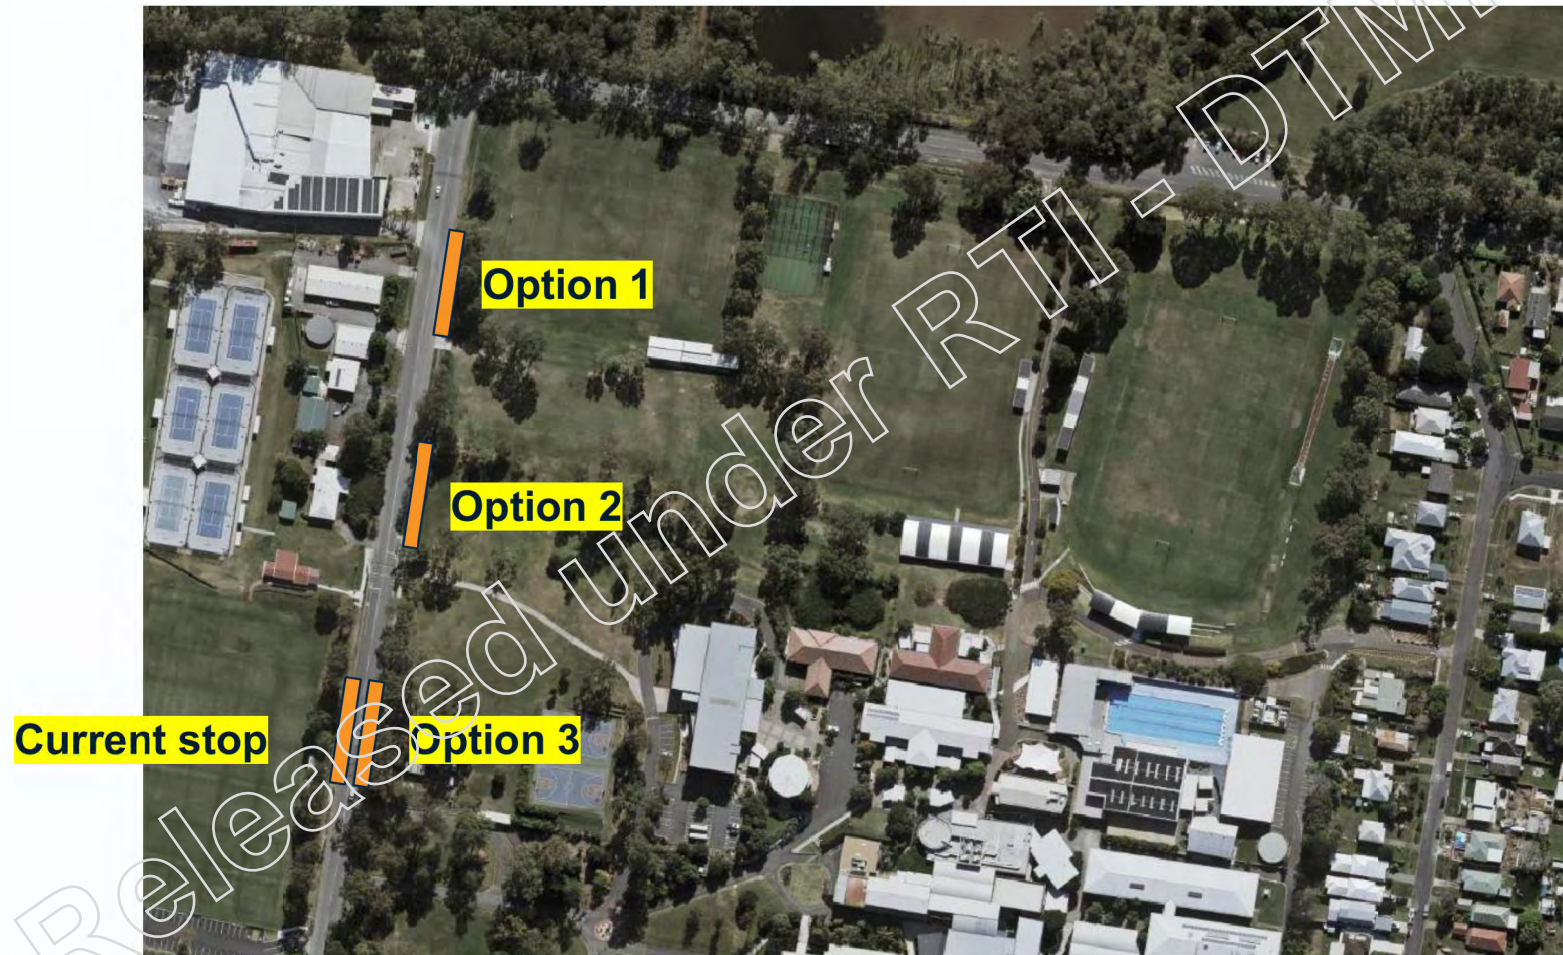 Option 1
Option 2
Current stop
Option 3
Released under RTI - DTMR